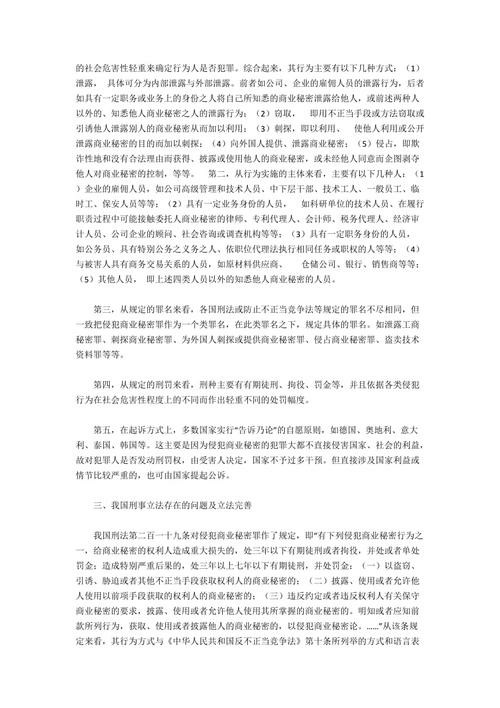 的社会危害性轻重来确定行为人是否犯罪。综合起来，其行为主要有以下几种方式；（1）
泄露， 具体可分为内部泄露与外部泄露。前者如公司、企业的雇佣人员的泄露行为，后者
如具有一定职务或业务上的身份之人将自己所知悉的商业秘密泄露给他人，或前述两种人
以外的、知悉他人商业秘密之人的泄露行为；（2）窃取， 即用不正当手段或方法窃取或
引诱他人泄露别人的商业秘密从而加以利用；（3）刺探，即以利用、 使他人利用或公开
泄露商业秘密的目的而加以刺探；（4）向外国人提供、泄露商业秘密；（5）侵占，即欺
诈性地和没有合法理由而获得、披露或使用他人的商业秘密，或未经他人同意而企图剥夺
他人对商业秘密的控制，等等。 第二，从行为实施的主体来看，主要有以下几种人：（1
）企业的雇佣人员，如公司高级管理和技术人员、中下层干部、技术工人、一般员工、临
时工、保安人员等等；（2）具有一定业务身份的人， 如科研单位的技术人员、在履行
职责过程中可能接触委托人商业秘密的律师、专利代理人、会计师、税务代理人、经济审
计人员、公司企业的顾问、社会咨询或调查机构等等；（3）具有一定职务身份的人员，
如公务员、具有特别公务之义务之人、依职位代理法执行相同任务或职权的人等等；（4）
与被害人具有商务交易关系的人员，如原材料供应商、 仓储公司、银行、销售商等等；
（5）其他人员， 即上述四类人员以外的知悉他人商业秘密的人员。
第三，从规定的罪名来看，各国刑法或防止不正当竞争法等规定的罪名不尽相同，但
一致把侵犯商业秘密罪作为一个类罪名，在此类罪名之下，规定具体的罪名。如泄露工商
秘密罪、刺探商业秘密罪、为外国人刺探或提供商业秘密罪、侵占商业秘密罪、盗卖技术
资料罪等等。
第四，从规定的刑罚来看，刑种主要有有期徒刑、拘役、罚金等，并且依据各类侵犯
行为在社会危害性程度上的不同而作出轻重不同的处罚幅度。
第五，在起诉方式上，多数国家实行“告诉乃论”的自愿原则，如德国、奥地利、意大
利、泰国、韩国等。这主要是因为侵犯商业秘密的犯罪大都不直接侵害国家、社会的利益，
故对犯罪人是否发动刑罚权，由受害人决定，国家不予过多干预。但直接涉及国家利益或
情节比较严重的，也可由国家提起公诉。
三、我国刑事立法存在的问题及立法完善
我国刑法第二百一十九条对侵犯商业秘密罪作了规定，即“有下列侵犯商业秘密行为之
一，给商业秘密的权利人造成重大损失的，处三年以下有期徒刑或者拘役，并处或者单处
罚金；造成特别严重后果的，处三年以上七年以下有期徒刑，并处罚金：（一）以盗窃、
引诱、胁迫或者其他不正当手段获取权利人的商业秘密的；（二）披露、使用或者允许他
人使用以前项手段获取的权利人的商业秘密的；（三）违反约定或者违反权利人有关保守
商业秘密的要求，披露、使用或者允许他人使用其所掌握的商业秘密的。明知或者应知前
款所列行为，获取、使用或者披露他人的商业秘密的，以侵犯商业秘密论。……”从该条规
定来看，其行为方式与《中华人民共和国反不正当竞争法》第十条所列举的方式和语言表